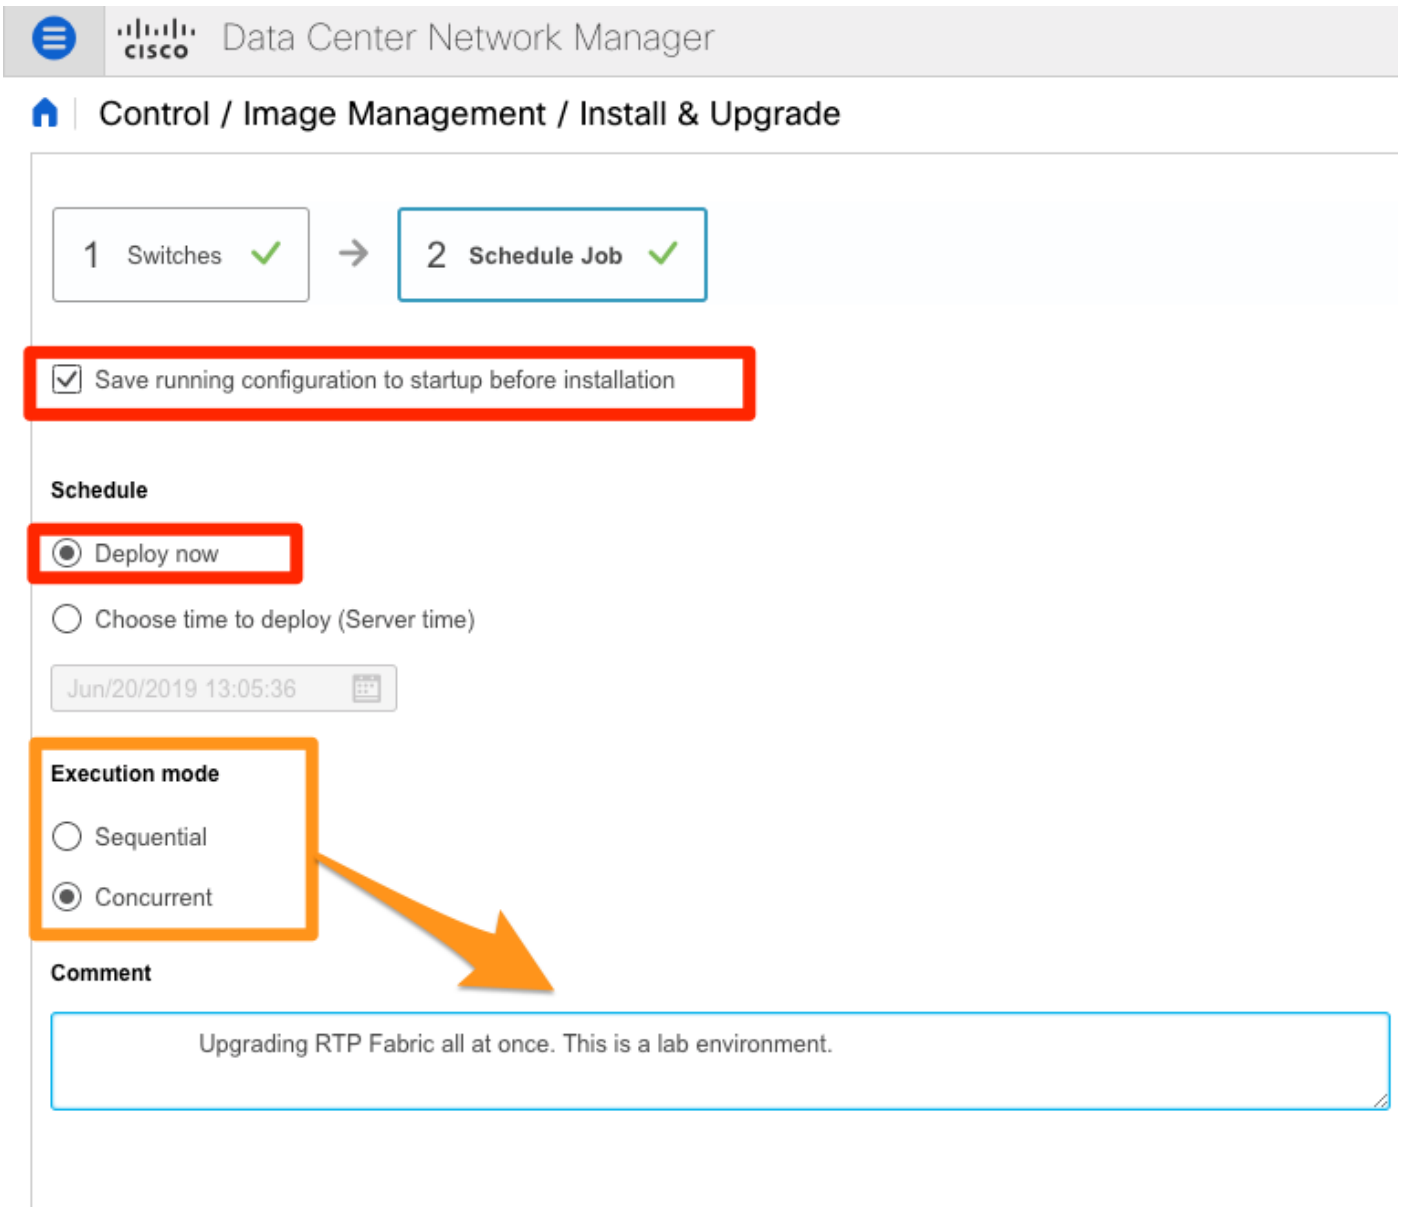 CISCO Data Center Network Manager
Control / Image Management / Install & Upgrade
1 Switches 2 Schedule Job
Save running configuration to startup before installation
Schedule
Deploy now
Choose time to deploy (Server time)
Jun/20/2019 13:05:36
Execution mode
Sequential
Concurrent
Comment
Upgrading RTP Fabric all at once. This is a lab environment.